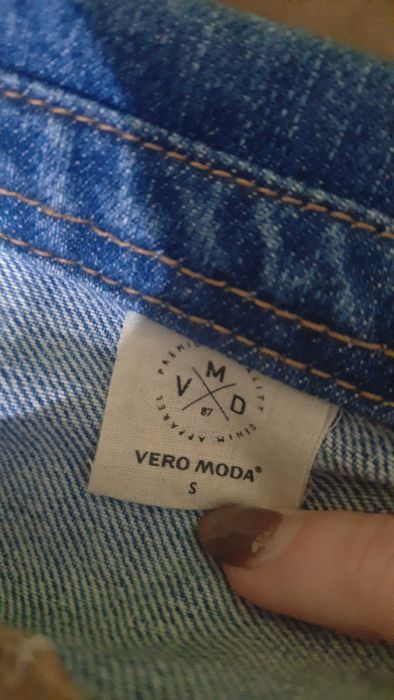 PREMIUM QUALITY DENIM APPAREL
V M D
87
VERO MODA®
S